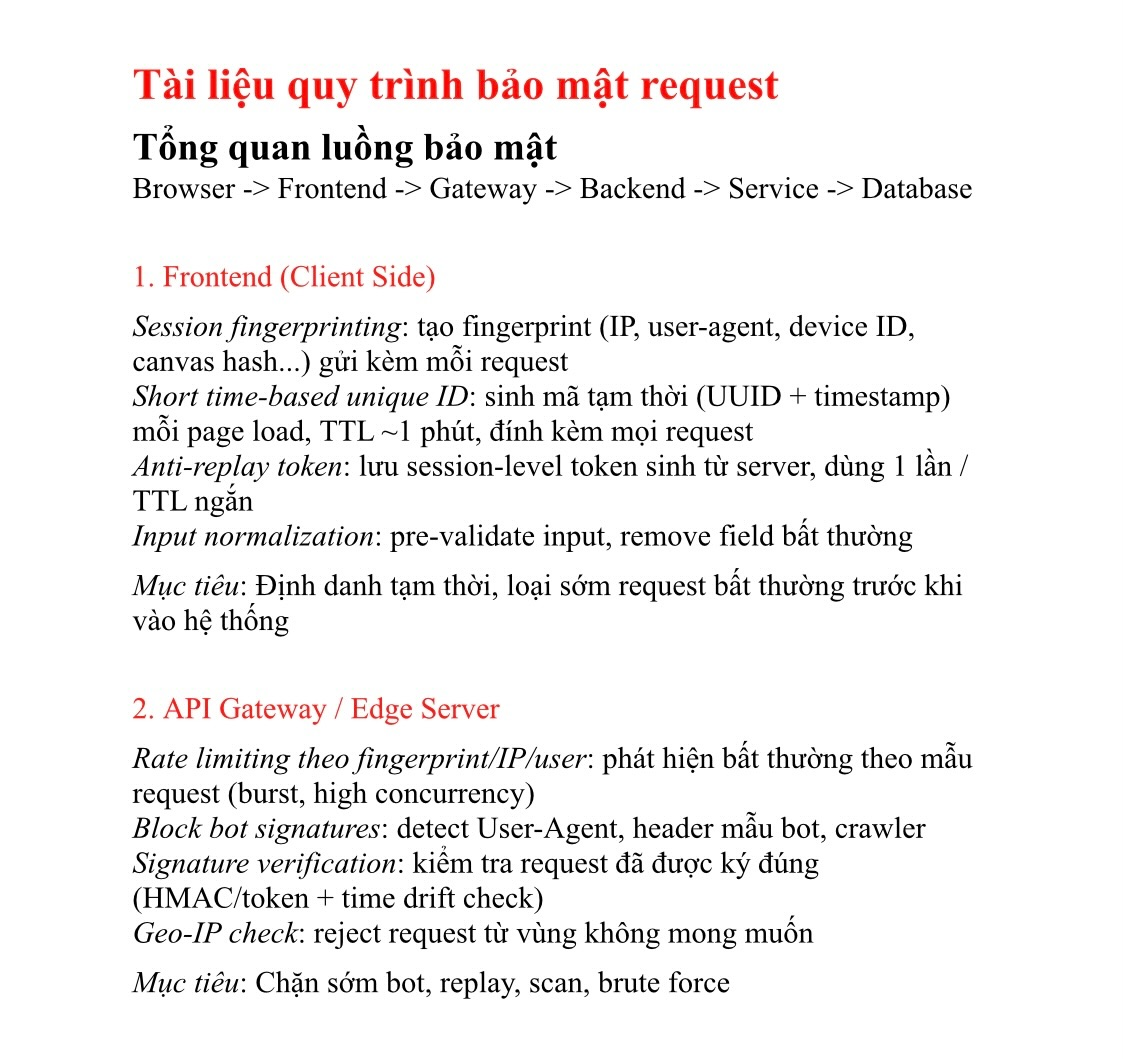 Tài liệu quy trình bảo mật request
Tổng quan luồng bảo mật
Browser -> Frontend -> Gateway -> Backend -> Service -> Database
1. Frontend (Client Side)
Session fingerprinting: tạo fingerprint (IP, user-agent, device ID,
canvas hash...) gửi kèm mỗi request
Short time-based unique ID: sinh mã tạm thời (UUID + timestamp)
mỗi page load, TTL ~1 phút, đính kèm mọi request
Anti-replay token: lưu session-level token sinh từ server, dùng 1 lần /
TTL ngắn
Input normalization: pre-validate input, remove field bất thường
Mục tiêu: Định danh tạm thời, loại sớm request bất thường trước khi
vào hệ thống
2. API Gateway / Edge Server
Rate limiting theo fingerprint/IP/user: phát hiện bất thường theo mẫu
request (burst, high concurrency)
Block bot signatures: detect User-Agent, header mẫu bot, crawler
Signature verification: kiểm tra request đã được ký đúng
(HMAC/token + time drift check)
Geo-IP check: reject request từ vùng không mong muốn
Mục tiêu: Chặn sớm bot, replay, scan, brute force